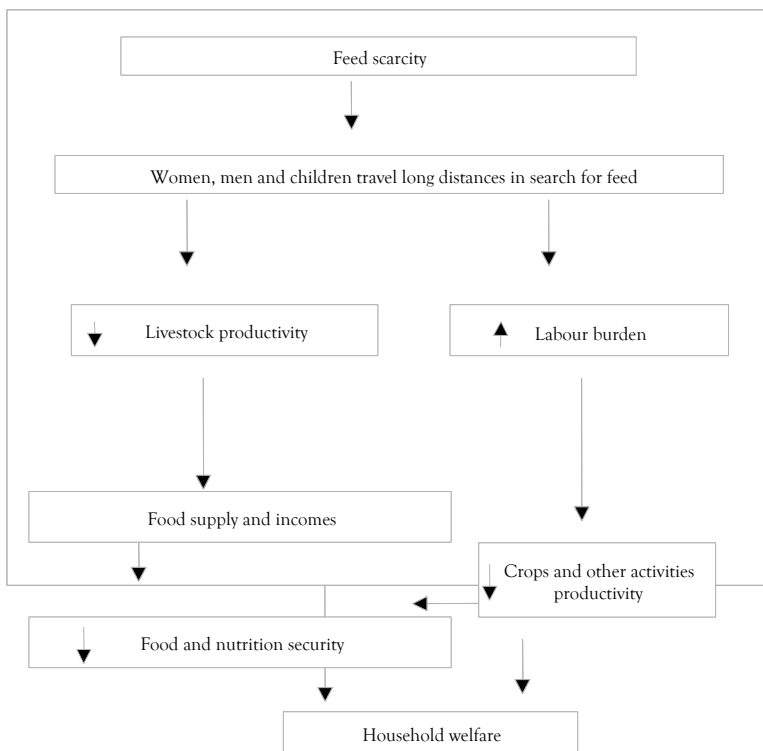 Feed scarcity
Women, men and children travel long distances in search for feed
Livestock productivity
Labour burden
Food supply and incomes
Crops and other activities
productivity
Food and nutrition security
Household welfare